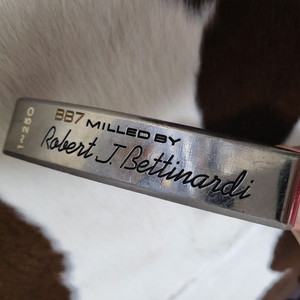 1~250
BB7 MILLED BY
Robert J. Bettinardi